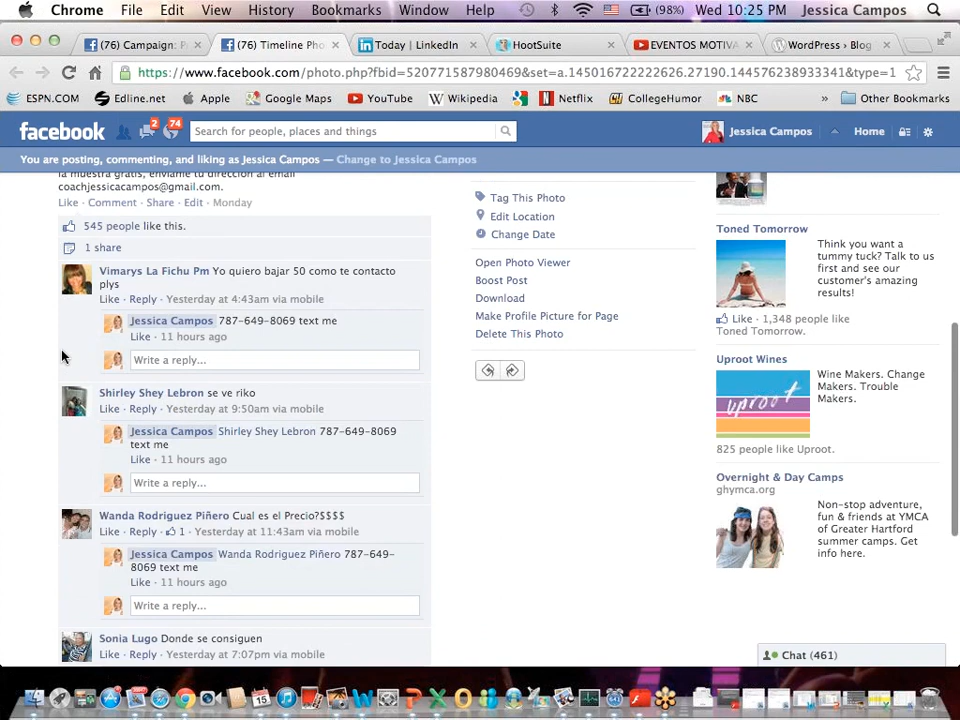 Chrome File Edit View History Bookmarks Window Help (98%) Wed 10:25 PM Jessica Campos
(76) Campaign: P
(76) Timeline Pho
Today | LinkedIn
HootSuite
EVENTOS MOTIVA
WordPress › Blog
https://www.facebook.com/photo.php?fbid=520771587980469&set=a.145016722222626.27190.144576238933341&type=1
ESPN.COM Edline.net Apple Google Maps YouTube Wikipedia Netflix CollegeHumor NBC » Other Bookmarks
facebook 2 74 Search for people, places and things Jessica Campos Home
You are posting, commenting, and liking as Jessica Campos — Change to Jessica Campos
la muestra gratis, enviame tu direccion al email
coachjessicacampos@gmail.com.
Like · Comment · Share · Edit · Monday
545 people like this.
1 share
Vimarys La Fichu Pm Yo quiero bajar 50 como te contacto
plys
Like · Reply · Yesterday at 4:43am via mobile
Jessica Campos 787-649-8069 text me
Like · 11 hours ago
Write a reply...
Shirley Shey Lebron se ve riko
Like · Reply · Yesterday at 9:50am via mobile
Jessica Campos Shirley Shey Lebron 787-649-8069
text me
Like · 11 hours ago
Write a reply...
Wanda Rodriguez Piñero Cual es el Precio?$$$$
Like · Reply · 1 · Yesterday at 11:43am via mobile
Jessica Campos Wanda Rodriguez Piñero 787-649-
8069 text me
Like · 11 hours ago
Write a reply...
Sonia Lugo Donde se consiguen
Like · Reply · Yesterday at 7:07pm via mobile
Tag This Photo
Edit Location
Change Date
Open Photo Viewer
Boost Post
Download
Make Profile Picture for Page
Delete This Photo
Toned Tomorrow
Think you want a
tummy tuck? Talk to us
first and see our
customer's amazing
results!
Like · 1,348 people like
Toned Tomorrow.
Uproot Wines
uproot
Wine Makers. Change
Makers. Trouble
Makers.
825 people like Uproot.
Overnight & Day Camps
ghymca.org
Non-stop adventure,
fun & friends at YMCA
of Greater Hartford
summer camps. Get
info here.
Chat (461)
15